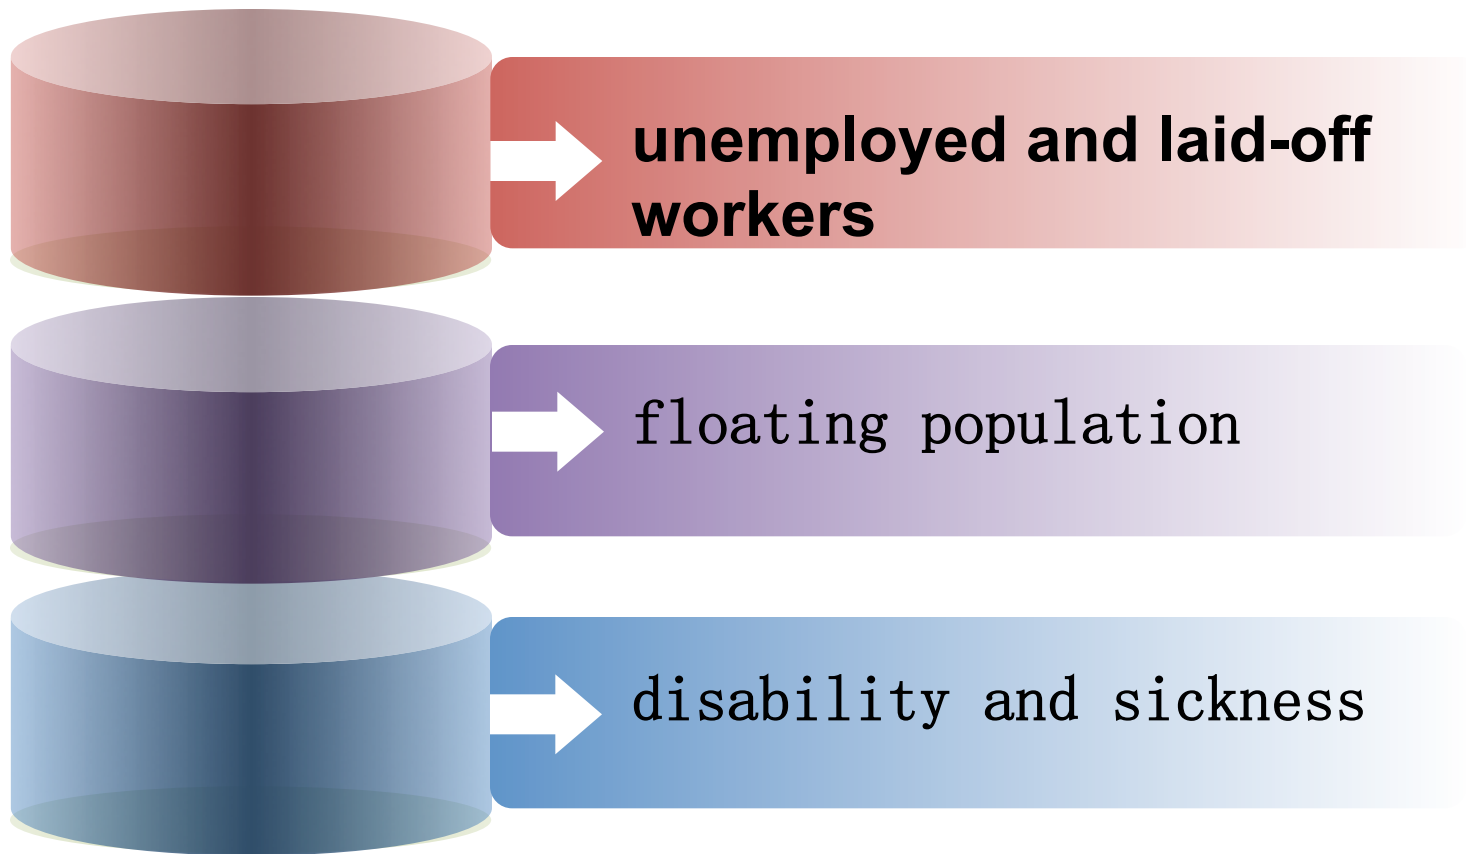 unemployed and laid-off
workers
floating population
disability and sickness